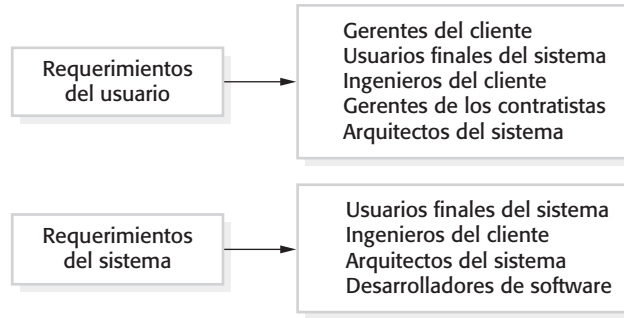 Requerimientos
del usuario
Gerentes del cliente
Usuarios finales del sistema
Ingenieros del cliente
Gerentes de los contratistas
Arquitectos del sistema
Requerimientos
del sistema
Usuarios finales del sistema
Ingenieros del cliente
Arquitectos del sistema
Desarrolladores de software